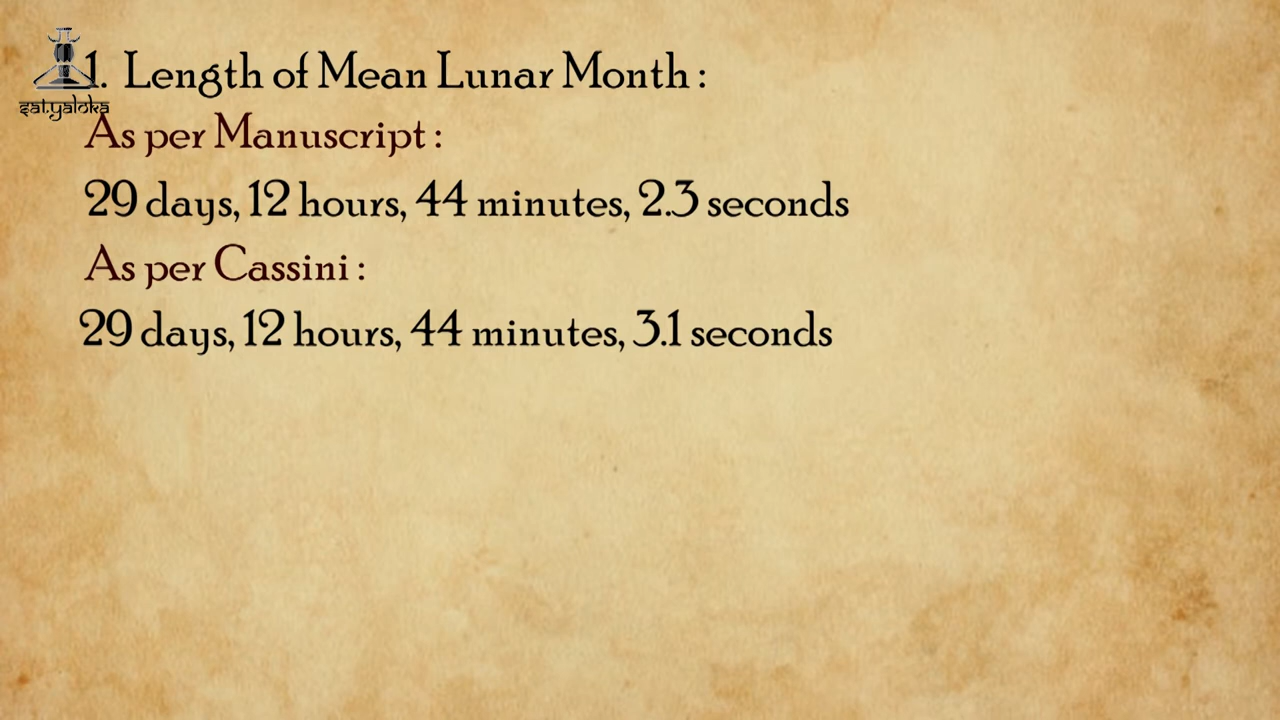 1. Length of Mean Lunar Month :
satyaloka
As per Manuscript :
29 days, 12 hours, 44 minutes, 2.3 seconds
As per Cassini :
29 days, 12 hours, 44 minutes, 3.1 seconds